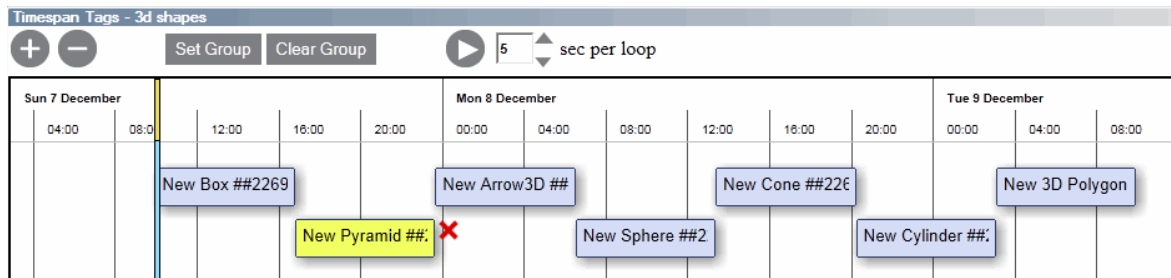 Timespan Tags - 3d shapes
Set Group Clear Group 5 sec per loop
Sun 7 December Mon 8 December Tue 9 December
04:00 08:0 12:00 16:00 20:00 00:00 04:00 08:00 12:00 16:00 20:00 00:00 04:00 08:00
New Box ##2269 New Arrow3D ## New Cone ##226 New 3D Polygon
New Pyramid ##2 New Sphere ##2 New Cylinder ##2